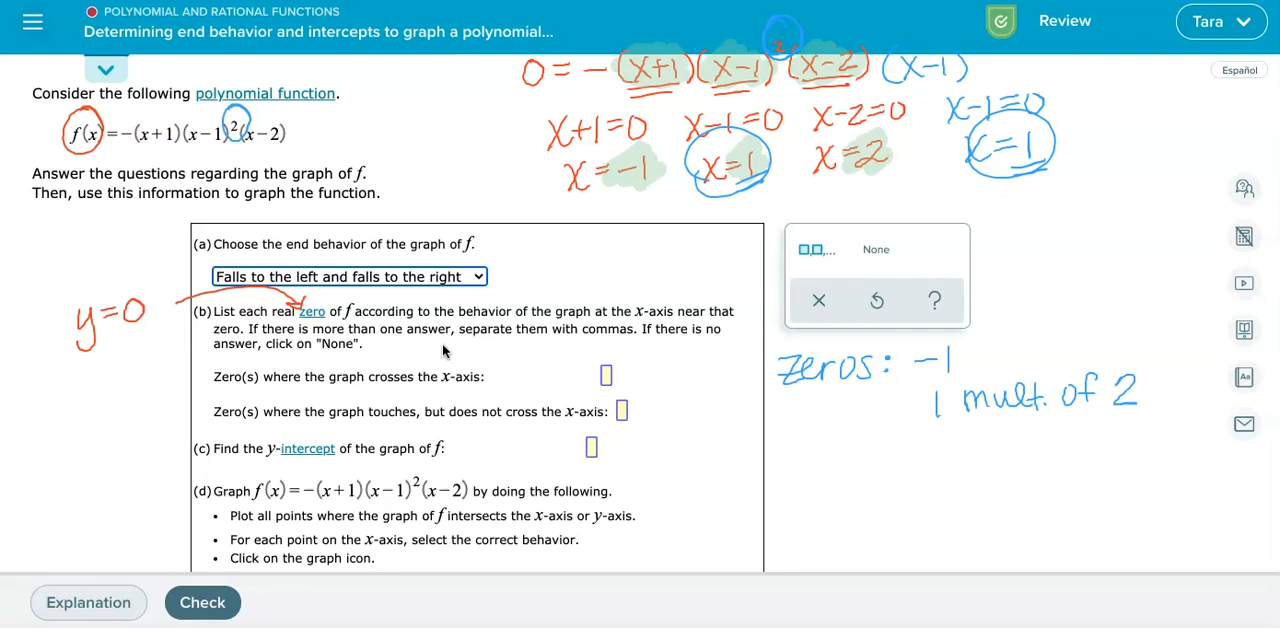 POLYNOMIAL AND RATIONAL FUNCTIONS
Determining end behavior and intercepts to graph a polynomial...
Review
Tara
Español
Consider the following polynomial function.
f(x)=−(x+1)(x−1)²(x−2)
0 = −(x+1)(x−1)²(x−2)(x−1)
x+1=0 x−1=0 x−2=0 x−1=0
x=−1 x=1 x=2 x=1
Answer the questions regarding the graph of f.
Then, use this information to graph the function.
(a) Choose the end behavior of the graph of f.
Falls to the left and falls to the right
y=0
(b) List each real zero of f according to the behavior of the graph at the x-axis near that
zero. If there is more than one answer, separate them with commas. If there is no
answer, click on "None".
Zero(s) where the graph crosses the x-axis:
Zero(s) where the graph touches, but does not cross the x-axis:
(c) Find the y-intercept of the graph of f:
(d) Graph f(x)=−(x+1)(x−1)²(x−2) by doing the following.
• Plot all points where the graph of f intersects the x-axis or y-axis.
• For each point on the x-axis, select the correct behavior.
• Click on the graph icon.
☐,☐,... None
× ↺ ?
zeros: −1
1 mult. of 2
Aa
Explanation
Check